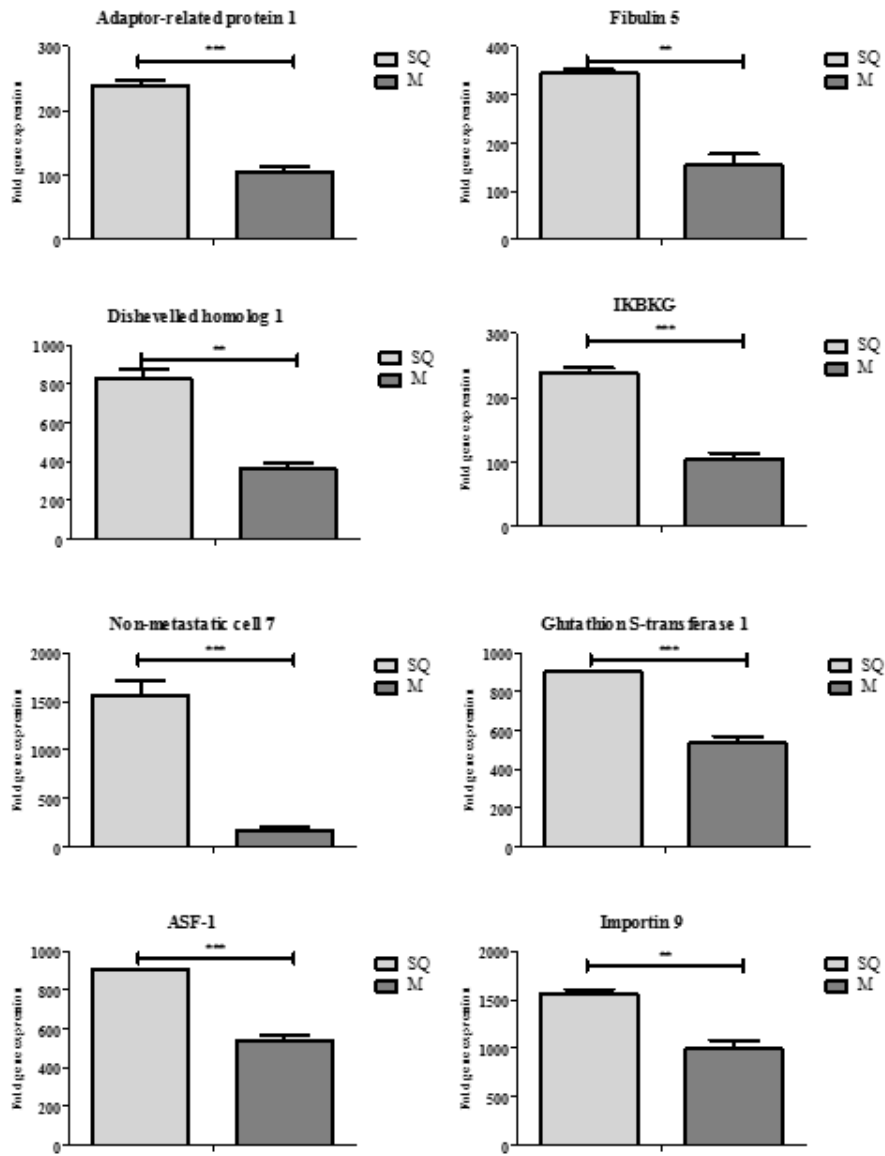 Adaptor-related protein 1
***
SQ
M
Fold gene expression
300
200
100
0
Fibulin 5
**
SQ
M
Fold gene expression
400
300
200
100
0
Dishevelled homolog 1
**
SQ
M
Fold gene expression
1000
800
600
400
200
0
IKBKG
***
SQ
M
Fold gene expression
300
200
100
0
Non-metastatic cell 7
***
SQ
M
Fold gene expression
2000
1500
1000
500
0
Glutathion S-transferase 1
***
SQ
M
Fold gene expression
1000
800
600
400
200
0
ASF-1
***
SQ
M
Fold gene expression
1000
800
600
400
200
0
Importin 9
**
SQ
M
Fold gene expression
2000
1500
1000
500
0